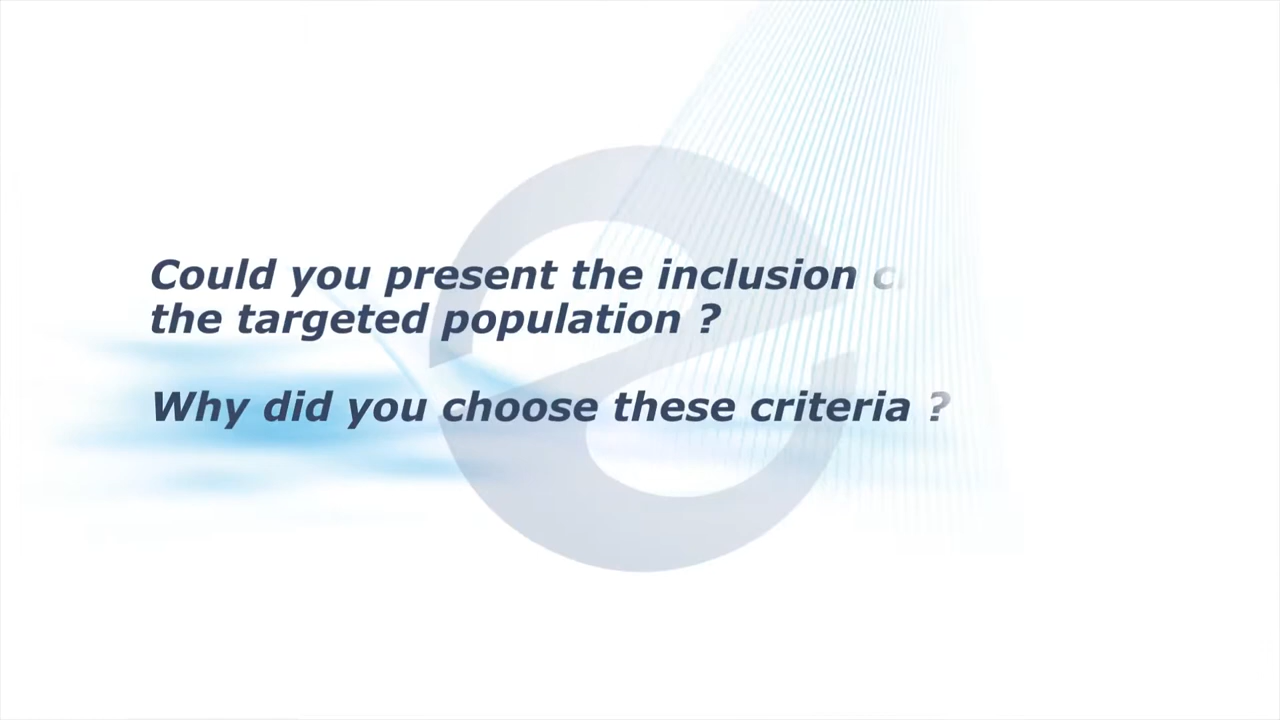 Could you present the inclusion
the targeted population ?
Why did you choose these criteria ?